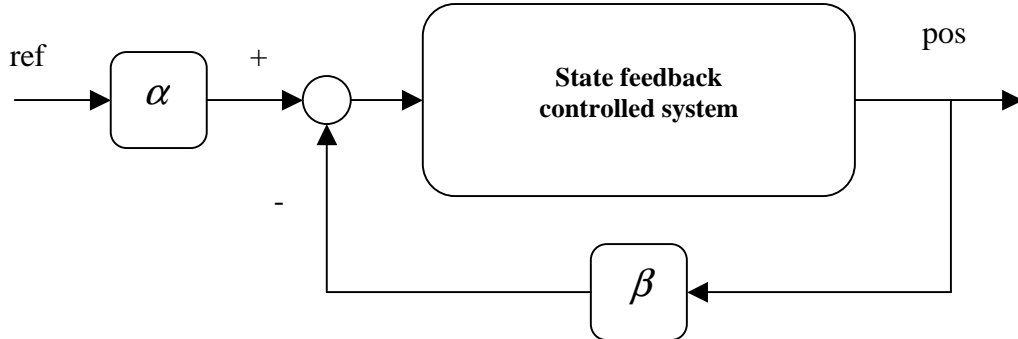 ref
α
+
State feedback
controlled system
pos
-
β